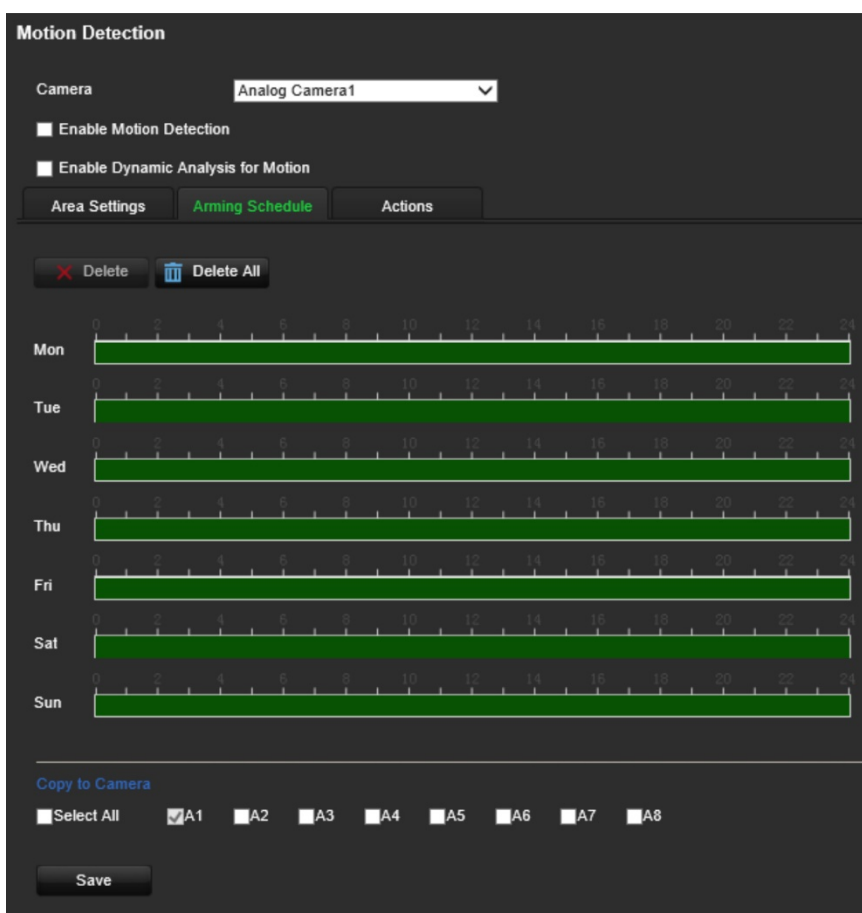 Motion Detection
Camera Analog Camera1
Enable Motion Detection
Enable Dynamic Analysis for Motion
Area Settings Arming Schedule Actions
Delete Delete All
0 2 4 6 8 10 12 14 16 18 20 22 24
Mon
0 2 4 6 8 10 12 14 16 18 20 22 24
Tue
0 2 4 6 8 10 12 14 16 18 20 22 24
Wed
0 2 4 6 8 10 12 14 16 18 20 22 24
Thu
0 2 4 6 8 10 12 14 16 18 20 22 24
Fri
0 2 4 6 8 10 12 14 16 18 20 22 24
Sat
0 2 4 6 8 10 12 14 16 18 20 22 24
Sun
Copy to Camera
Select All A1 A2 A3 A4 A5 A6 A7 A8
Save